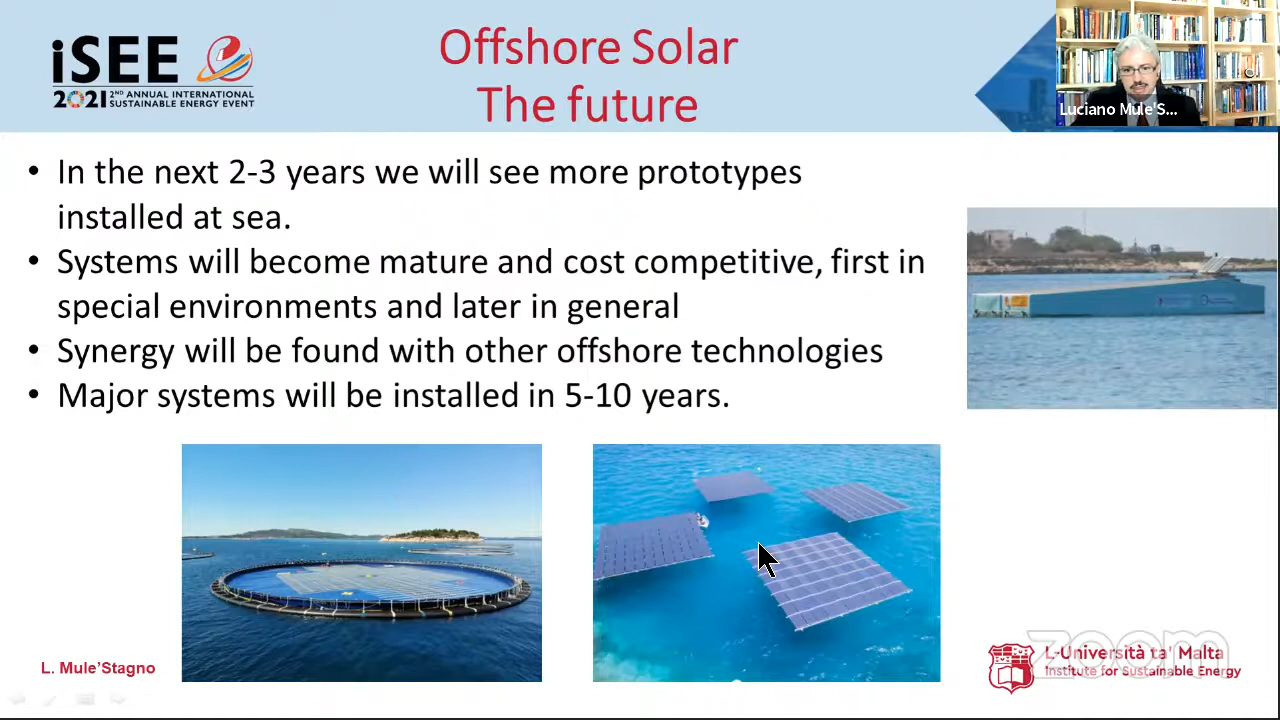 iSEE
2021 2ND ANNUAL INTERNATIONAL
SUSTAINABLE ENERGY EVENT
Offshore Solar
The future
Luciano Mule'S...
• In the next 2-3 years we will see more prototypes
installed at sea.
• Systems will become mature and cost competitive, first in
special environments and later in general
• Synergy will be found with other offshore technologies
• Major systems will be installed in 5-10 years.
L. Mule'Stagno
zoom
L-Università ta' Malta
Institute for Sustainable Energy